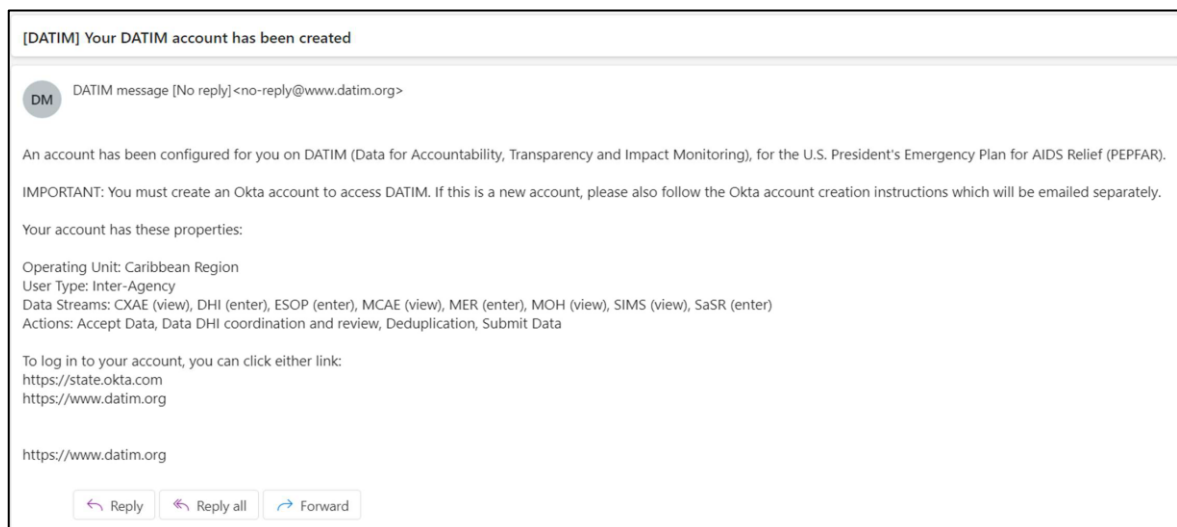 [DATIM] Your DATIM account has been created
DM
DATIM message [No reply]<no-reply@www.datim.org>
An account has been configured for you on DATIM (Data for Accountability, Transparency and Impact Monitoring), for the U.S. President's Emergency Plan for AIDS Relief (PEPFAR).
IMPORTANT: You must create an Okta account to access DATIM. If this is a new account, please also follow the Okta account creation instructions which will be emailed separately.
Your account has these properties:
Operating Unit: Caribbean Region
User Type: Inter-Agency
Data Streams: CXAE (view), DHI (enter), ESOP (enter), MCAE (view), MER (enter), MOH (view), SIMS (view), SaSR (enter)
Actions: Accept Data, Data DHI coordination and review, Deduplication, Submit Data
To log in to your account, you can click either link:
https://state.okta.com
https://www.datim.org
https://www.datim.org
Reply Reply all Forward